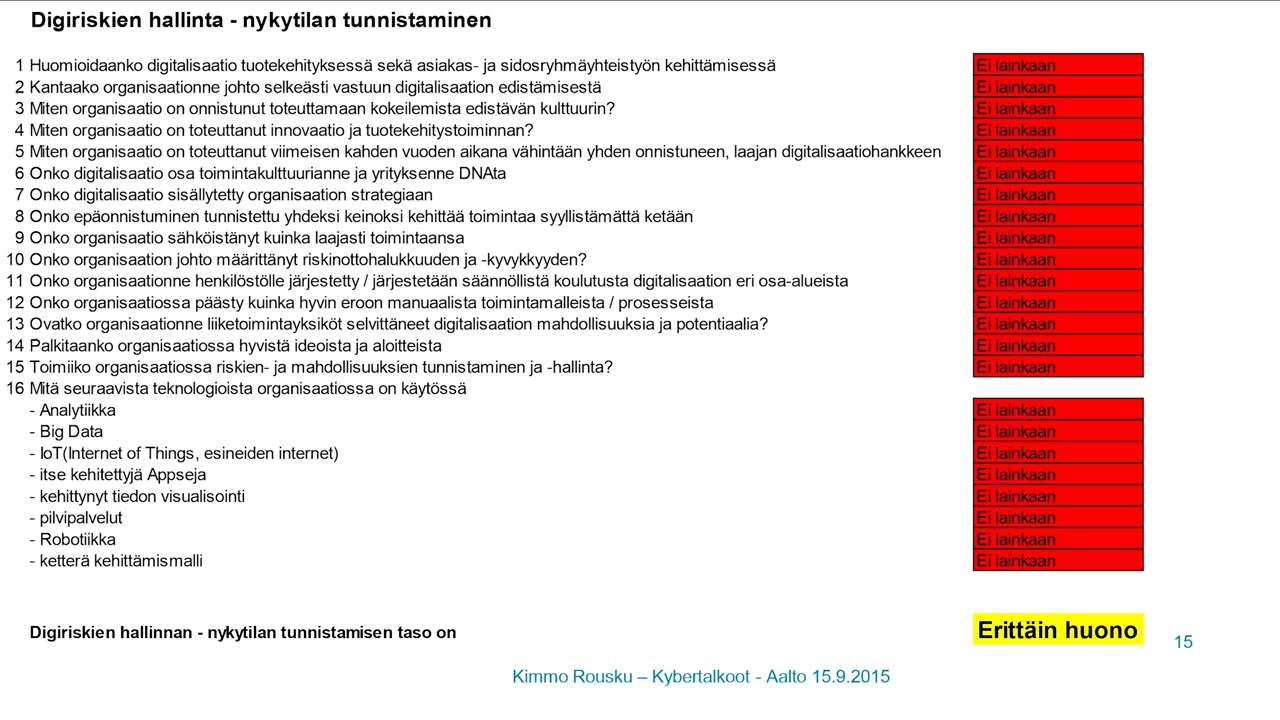 Digiriskien hallinta - nykytilan tunnistaminen
1 Huomioidaanko digitalisaatio tuotekehityksessä sekä asiakas- ja sidosryhmäyhteistyön kehittämisessä Ei lainkaan
2 Kantaako organisaationne johto selkeästi vastuun digitalisaation edistämisestä Ei lainkaan
3 Miten organisaatio on onnistunut toteuttamaan kokeilemista edistävän kulttuurin? Ei lainkaan
4 Miten organisaatio on toteuttanut innovaatio ja tuotekehitystoiminnan? Ei lainkaan
5 Miten organisaatio on toteuttanut viimeisen kahden vuoden aikana vähintään yhden onnistuneen, laajan digitalisaatiohankkeen Ei lainkaan
6 Onko digitalisaatio osa toimintakulttuurianne ja yrityksenne DNAta Ei lainkaan
7 Onko digitalisaatio sisällytetty organisaation strategiaan Ei lainkaan
8 Onko epäonnistuminen tunnistettu yhdeksi keinoksi kehittää toimintaa syyllistämättä ketään Ei lainkaan
9 Onko organisaatio sähköistänyt kuinka laajasti toimintaansa Ei lainkaan
10 Onko organisaation johto määrittänyt riskinottohalukkuuden ja -kyvykkyyden? Ei lainkaan
11 Onko organisaationne henkilöstölle järjestetty / järjestetään säännöllistä koulutusta digitalisaation eri osa-alueista Ei lainkaan
12 Onko organisaatiossa päästy kuinka hyvin eroon manuaalista toimintamalleista / prosesseista Ei lainkaan
13 Ovatko organisaationne liiketoimintayksiköt selvittäneet digitalisaation mahdollisuuksia ja potentiaalia? Ei lainkaan
14 Palkitaanko organisaatiossa hyvistä ideoista ja aloitteista Ei lainkaan
15 Toimiiko organisaatiossa riskien- ja mahdollisuuksien tunnistaminen ja -hallinta? Ei lainkaan
16 Mitä seuraavista teknologioista organisaatiossa on käytössä
- Analytiikka Ei lainkaan
- Big Data Ei lainkaan
- IoT(Internet of Things, esineiden internet) Ei lainkaan
- itse kehitettyjä Appseja Ei lainkaan
- kehittynyt tiedon visualisointi Ei lainkaan
- pilvipalvelut Ei lainkaan
- Robotiikka Ei lainkaan
- ketterä kehittämismalli Ei lainkaan
Digiriskien hallinnan - nykytilan tunnistamisen taso on Erittäin huono
15
Kimmo Rousku – Kybertalkoot - Aalto 15.9.2015